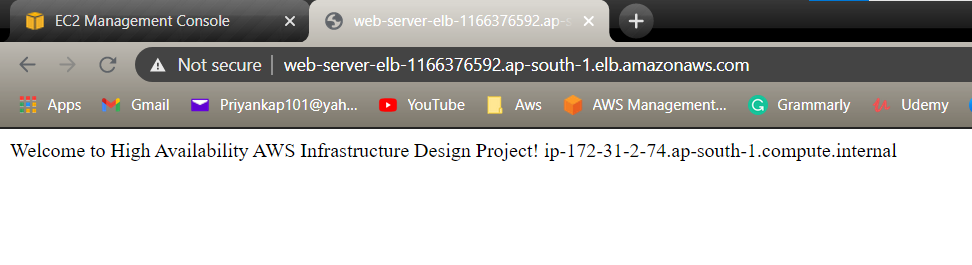 EC2 Management Console
web-server-elb-1166376592.ap-s
Not secure | web-server-elb-1166376592.ap-south-1.elb.amazonaws.com
Apps Gmail Priyankap101@yah... YouTube Aws AWS Management... Grammarly Udemy
Welcome to High Availability AWS Infrastructure Design Project! ip-172-31-2-74.ap-south-1.compute.internal